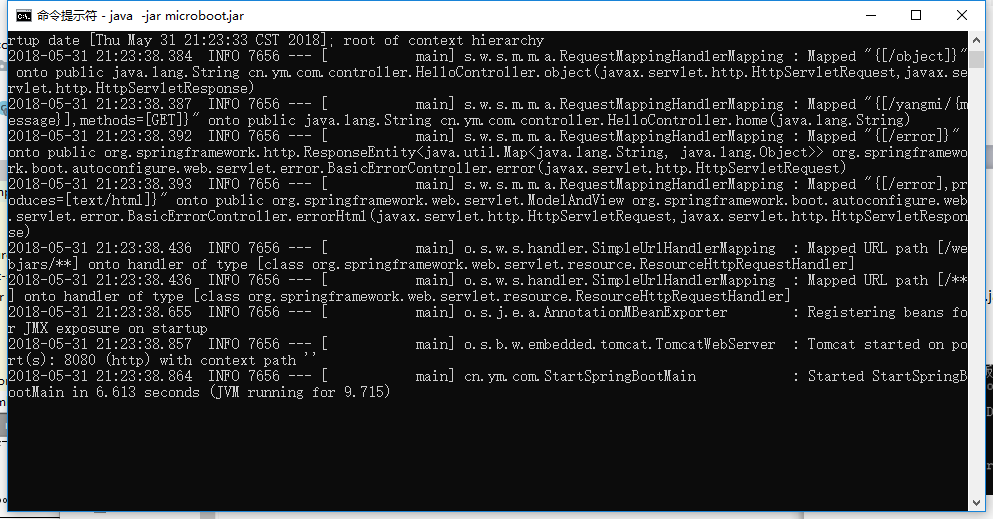 命令提示符 - java  -jar microboot.jar
rtup date [Thu May 31 21:23:33 CST 2018]; root of context hierarchy
2018-05-31 21:23:38.384  INFO 7656 --- [           main] s.w.s.m.m.a.RequestMappingHandlerMapping : Mapped "{[/object]}"
 onto public java.lang.String cn.ym.com.controller.HelloController.object(javax.servlet.http.HttpServletRequest,javax.se
rvlet.http.HttpServletResponse)
2018-05-31 21:23:38.387  INFO 7656 --- [           main] s.w.s.m.m.a.RequestMappingHandlerMapping : Mapped "{[/yangmi/{m
essage}],methods=[GET]}" onto public java.lang.String cn.ym.com.controller.HelloController.home(java.lang.String)
2018-05-31 21:23:38.392  INFO 7656 --- [           main] s.w.s.m.m.a.RequestMappingHandlerMapping : Mapped "{[/error]}"
onto public org.springframework.http.ResponseEntity<java.util.Map<java.lang.String, java.lang.Object>> org.springframewo
rk.boot.autoconfigure.web.servlet.error.BasicErrorController.error(javax.servlet.http.HttpServletRequest)
2018-05-31 21:23:38.393  INFO 7656 --- [           main] s.w.s.m.m.a.RequestMappingHandlerMapping : Mapped "{[/error],pr
oduces=[text/html]}" onto public org.springframework.web.servlet.ModelAndView org.springframework.boot.autoconfigure.web
.servlet.error.BasicErrorController.errorHtml(javax.servlet.http.HttpServletRequest,javax.servlet.http.HttpServletRespon
se)
2018-05-31 21:23:38.436  INFO 7656 --- [           main] o.s.w.s.handler.SimpleUrlHandlerMapping  : Mapped URL path [/we
bjars/**] onto handler of type [class org.springframework.web.servlet.resource.ResourceHttpRequestHandler]
2018-05-31 21:23:38.436  INFO 7656 --- [           main] o.s.w.s.handler.SimpleUrlHandlerMapping  : Mapped URL path [/**
] onto handler of type [class org.springframework.web.servlet.resource.ResourceHttpRequestHandler]
2018-05-31 21:23:38.655  INFO 7656 --- [           main] o.s.j.e.a.AnnotationMBeanExporter        : Registering beans fo
r JMX exposure on startup
2018-05-31 21:23:38.857  INFO 7656 --- [           main] o.s.b.w.embedded.tomcat.TomcatWebServer  : Tomcat started on po
rt(s): 8080 (http) with context path ''
2018-05-31 21:23:38.864  INFO 7656 --- [           main] cn.ym.com.StartSpringBootMain            : Started StartSpringB
ootMain in 6.613 seconds (JVM running for 9.715)